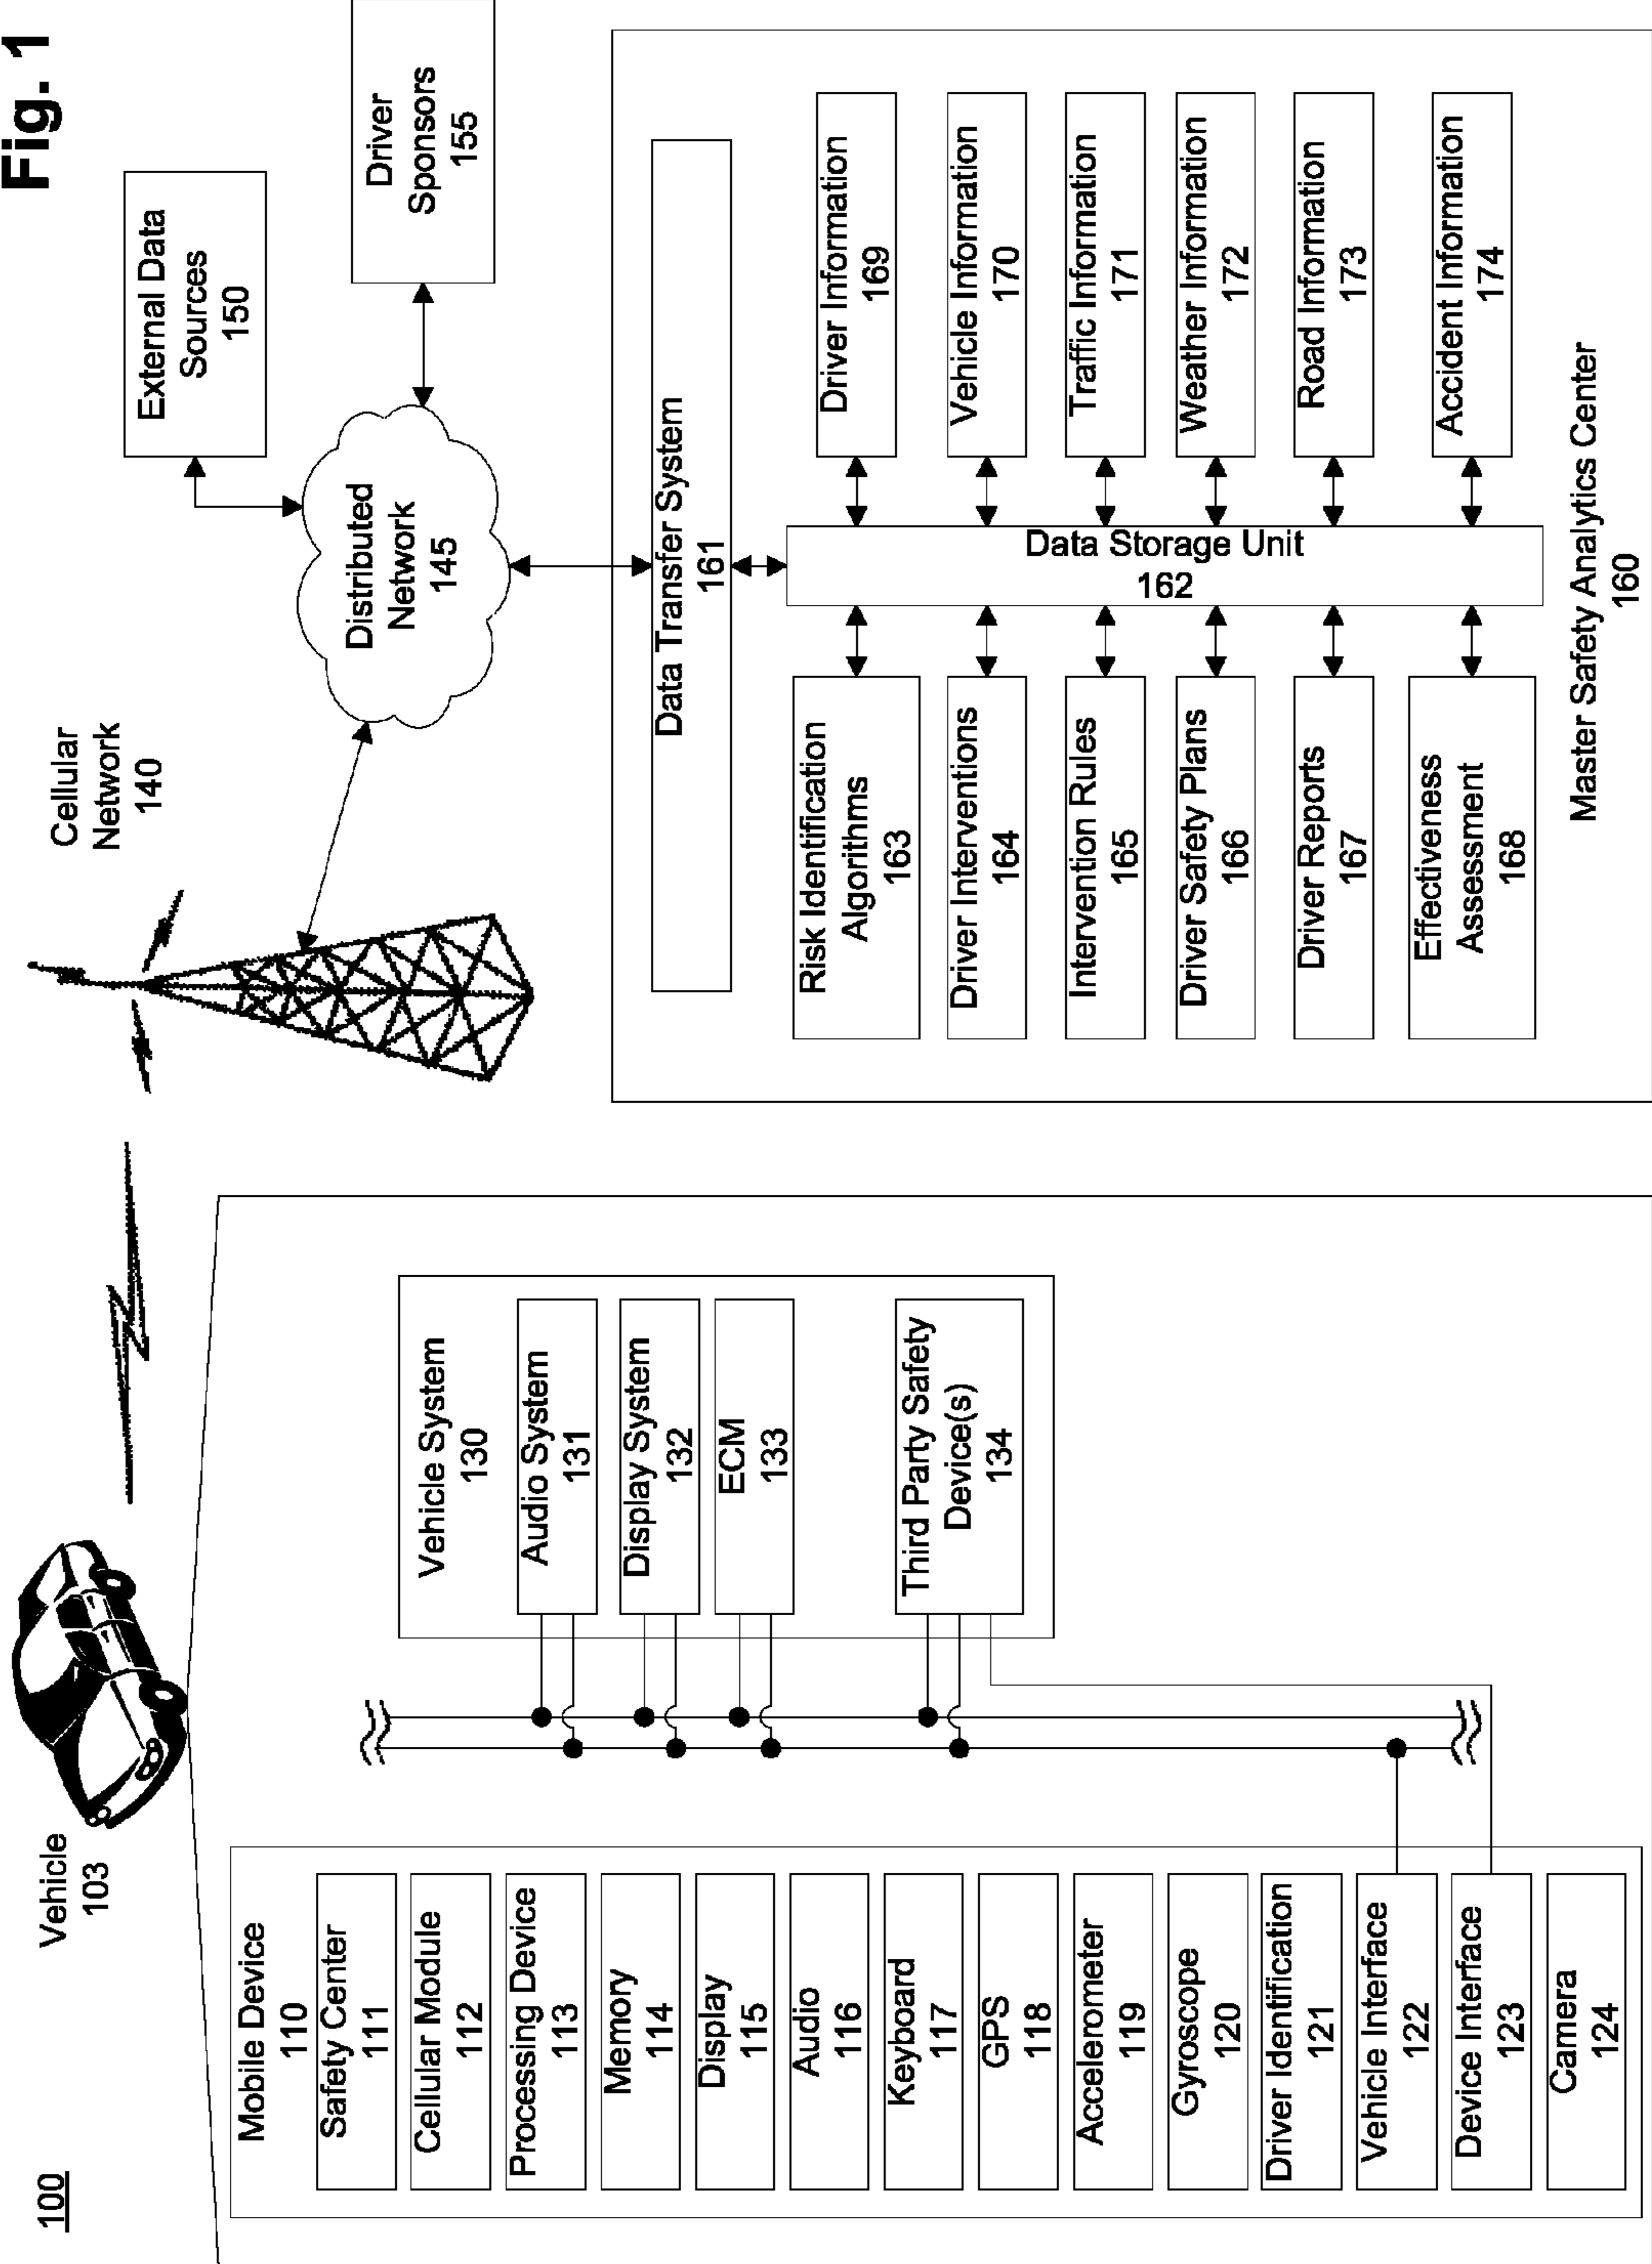 Fig. 1
100
Vehicle
103
Cellular
Network
140
External Data
Sources
150
Distributed
Network
145
Driver
Sponsors
155
Mobile Device
110
Safety Center
111
Cellular Module
112
Processing Device
113
Memory
114
Display
115
Audio
116
Keyboard
117
GPS
118
Accelerometer
119
Gyroscope
120
Driver Identification
121
Vehicle Interface
122
Device Interface
123
Camera
124
Vehicle System
130
Audio System
131
Display System
132
ECM
133
Third Party Safety
Device(s)
134
Data Transfer System
161
Data Storage Unit
162
Risk Identification
Algorithms
163
Driver Interventions
164
Intervention Rules
165
Driver Safety Plans
166
Driver Reports
167
Effectiveness
Assessment
168
Driver Information
169
Vehicle Information
170
Traffic Information
171
Weather Information
172
Road Information
173
Accident Information
174
Master Safety Analytics Center
160